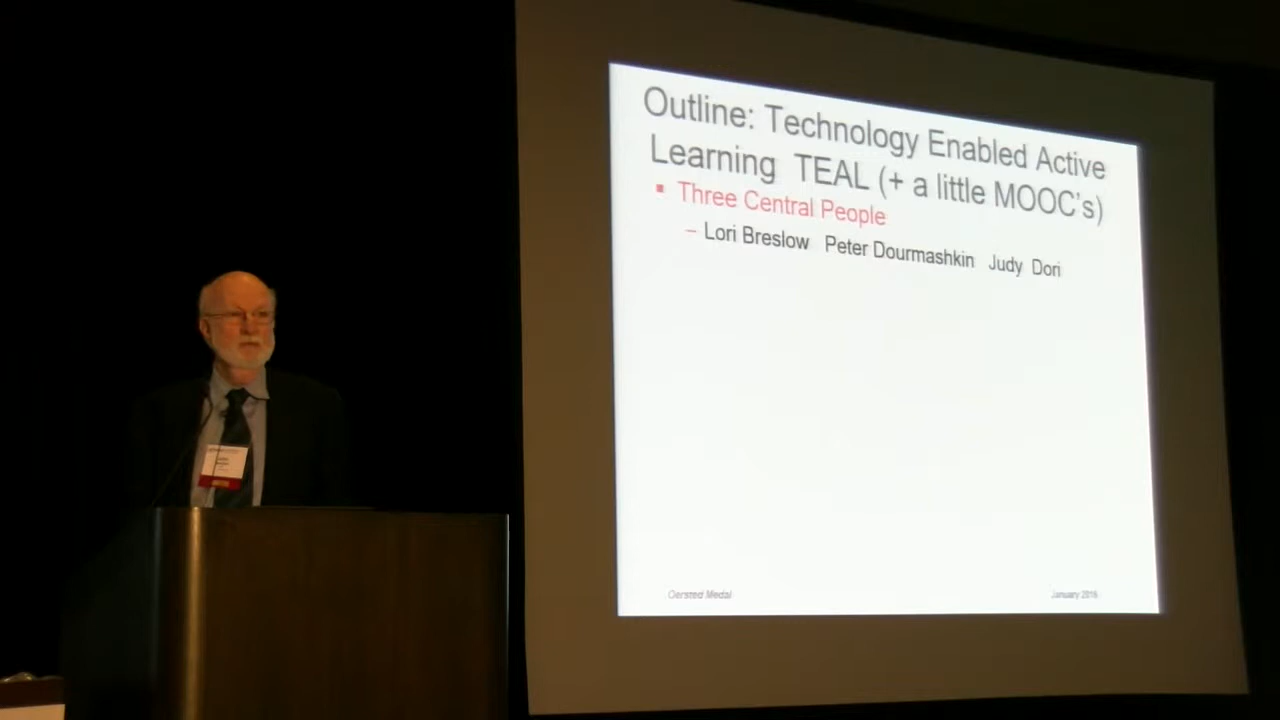 Outline: Technology Enabled Active
Learning TEAL (+ a little MOOC's)
▪ Three Central People
– Lori Breslow Peter Dourmashkin Judy Dori
Oersted Medal
January 2016